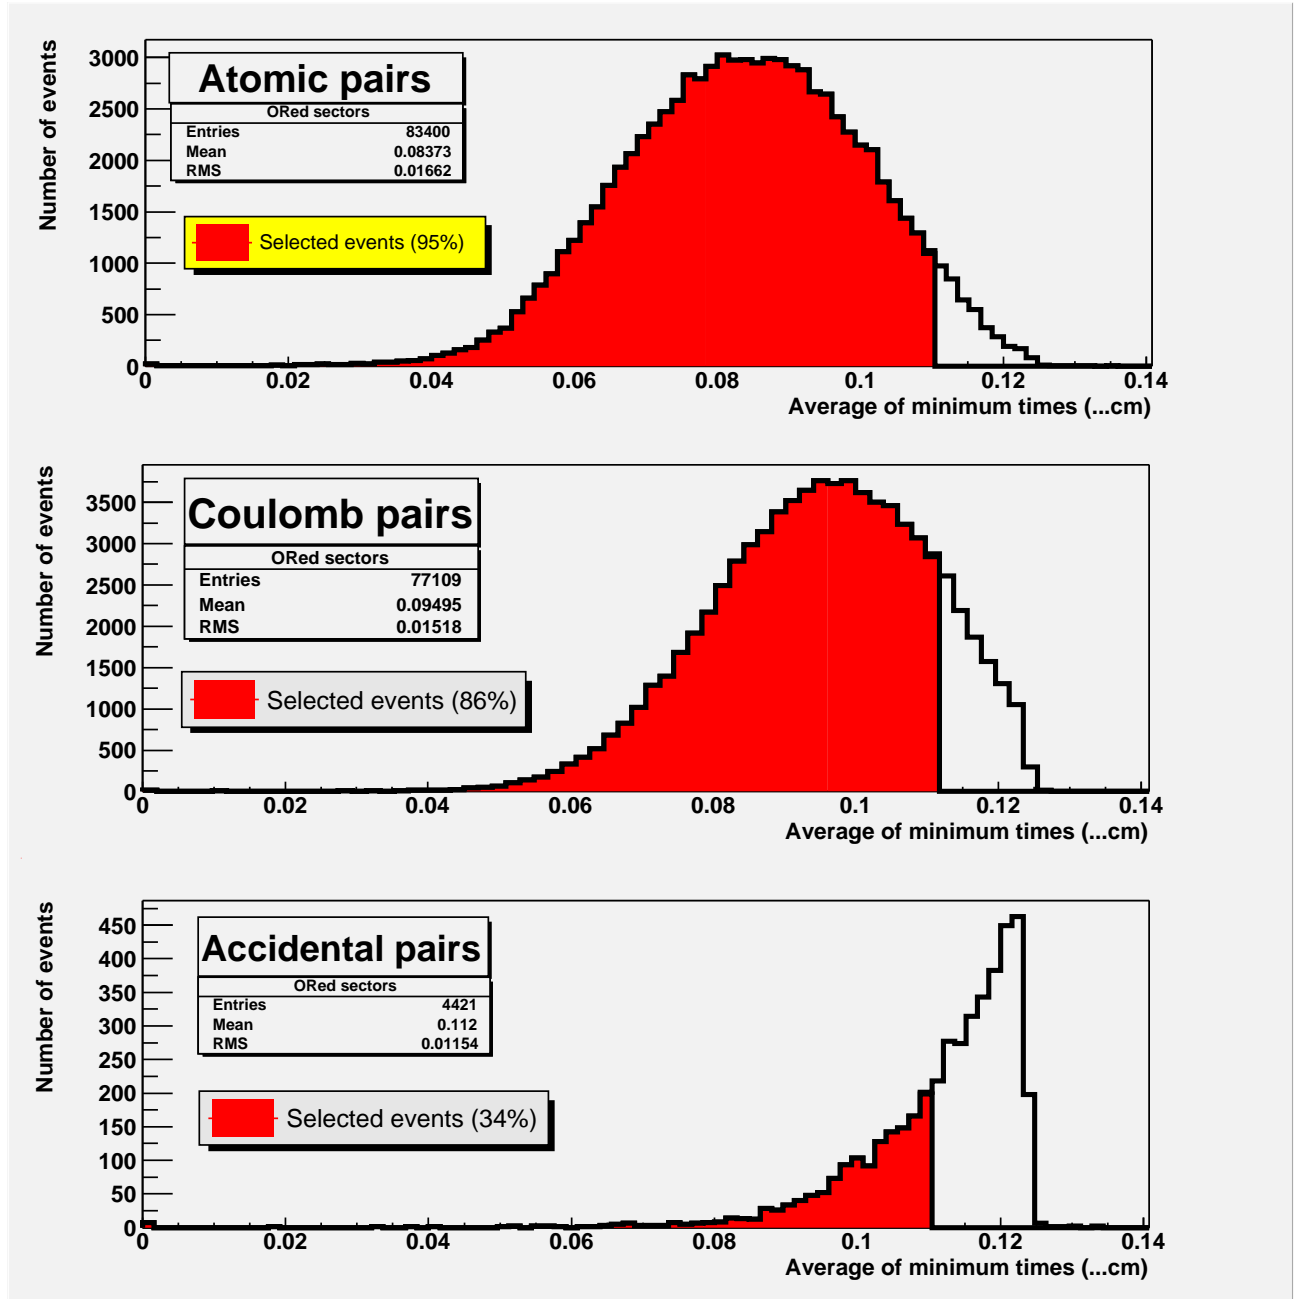 Number of events
3000
2500
2000
1500
1000
500
0
Atomic pairs
ORed sectors
Entries 83400
Mean 0.08373
RMS 0.01662
Selected events (95%)
0 0.02 0.04 0.06 0.08 0.1 0.12 0.14
Average of minimum times (...cm)
Number of events
3500
3000
2500
2000
1500
1000
500
0
Coulomb pairs
ORed sectors
Entries 77109
Mean 0.09495
RMS 0.01518
Selected events (86%)
0 0.02 0.04 0.06 0.08 0.1 0.12 0.14
Average of minimum times (...cm)
Number of events
450
400
350
300
250
200
150
100
50
0
Accidental pairs
ORed sectors
Entries 4421
Mean 0.112
RMS 0.01154
Selected events (34%)
0 0.02 0.04 0.06 0.08 0.1 0.12 0.14
Average of minimum times (...cm)